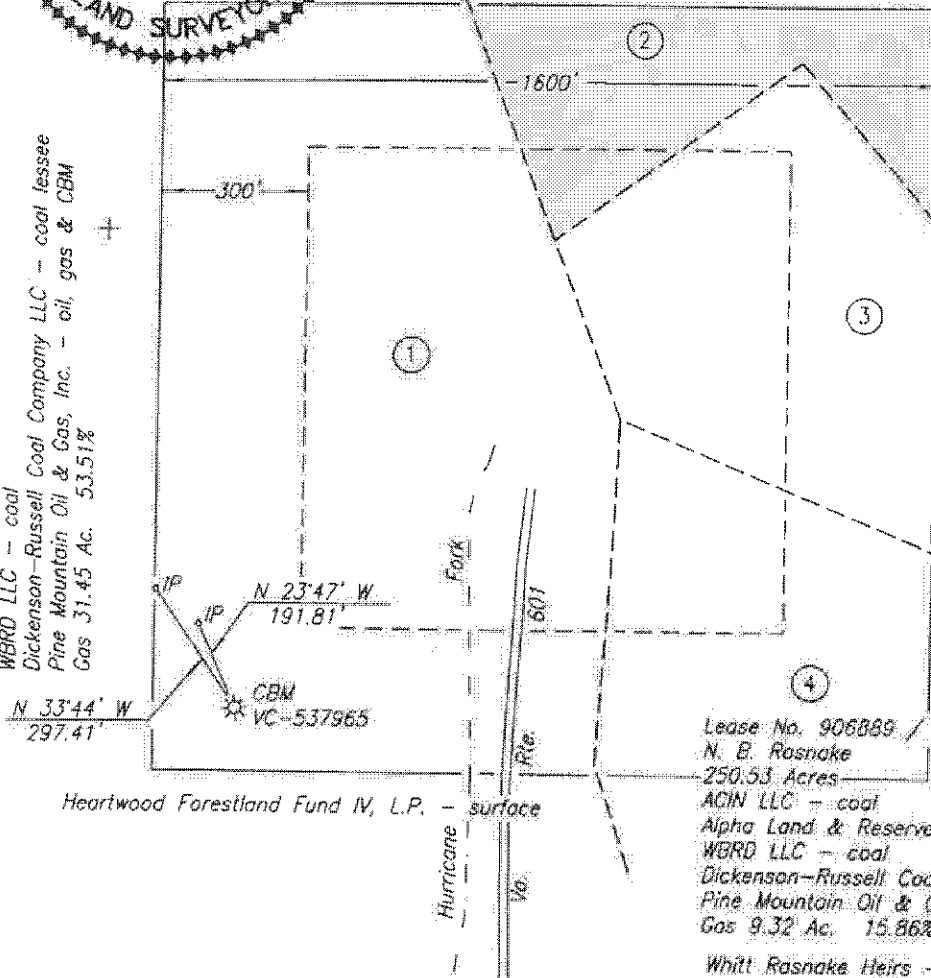 LAND SURVEYOR
2
1600'
300'
WBRD LLC - coal
Dickenson-Russell Coal Company LLC - coal lessee
Pine Mountain Oil & Gas, Inc. - oil, gas & CBM
Gas 31.45 Ac. 53.51%
1
3
Fork
601
IP
IP
N 23°47' W
191.81'
CBM
VC-537965
N 33°44' W
297.41'
4
Lease No. 906889 /
N. B. Rasnake
250.53 Acres
ACIN LLC - coal
Alpha Land & Reserve
WBRD LLC - coal
Dickenson-Russell Coa
Pine Mountain Oil & G
Gas 9.32 Ac. 15.86%
Whitt Rasnake Heirs -
Rte.
Heartwood Forestland Fund IV, L.P. - surface
Hurricane
Va.